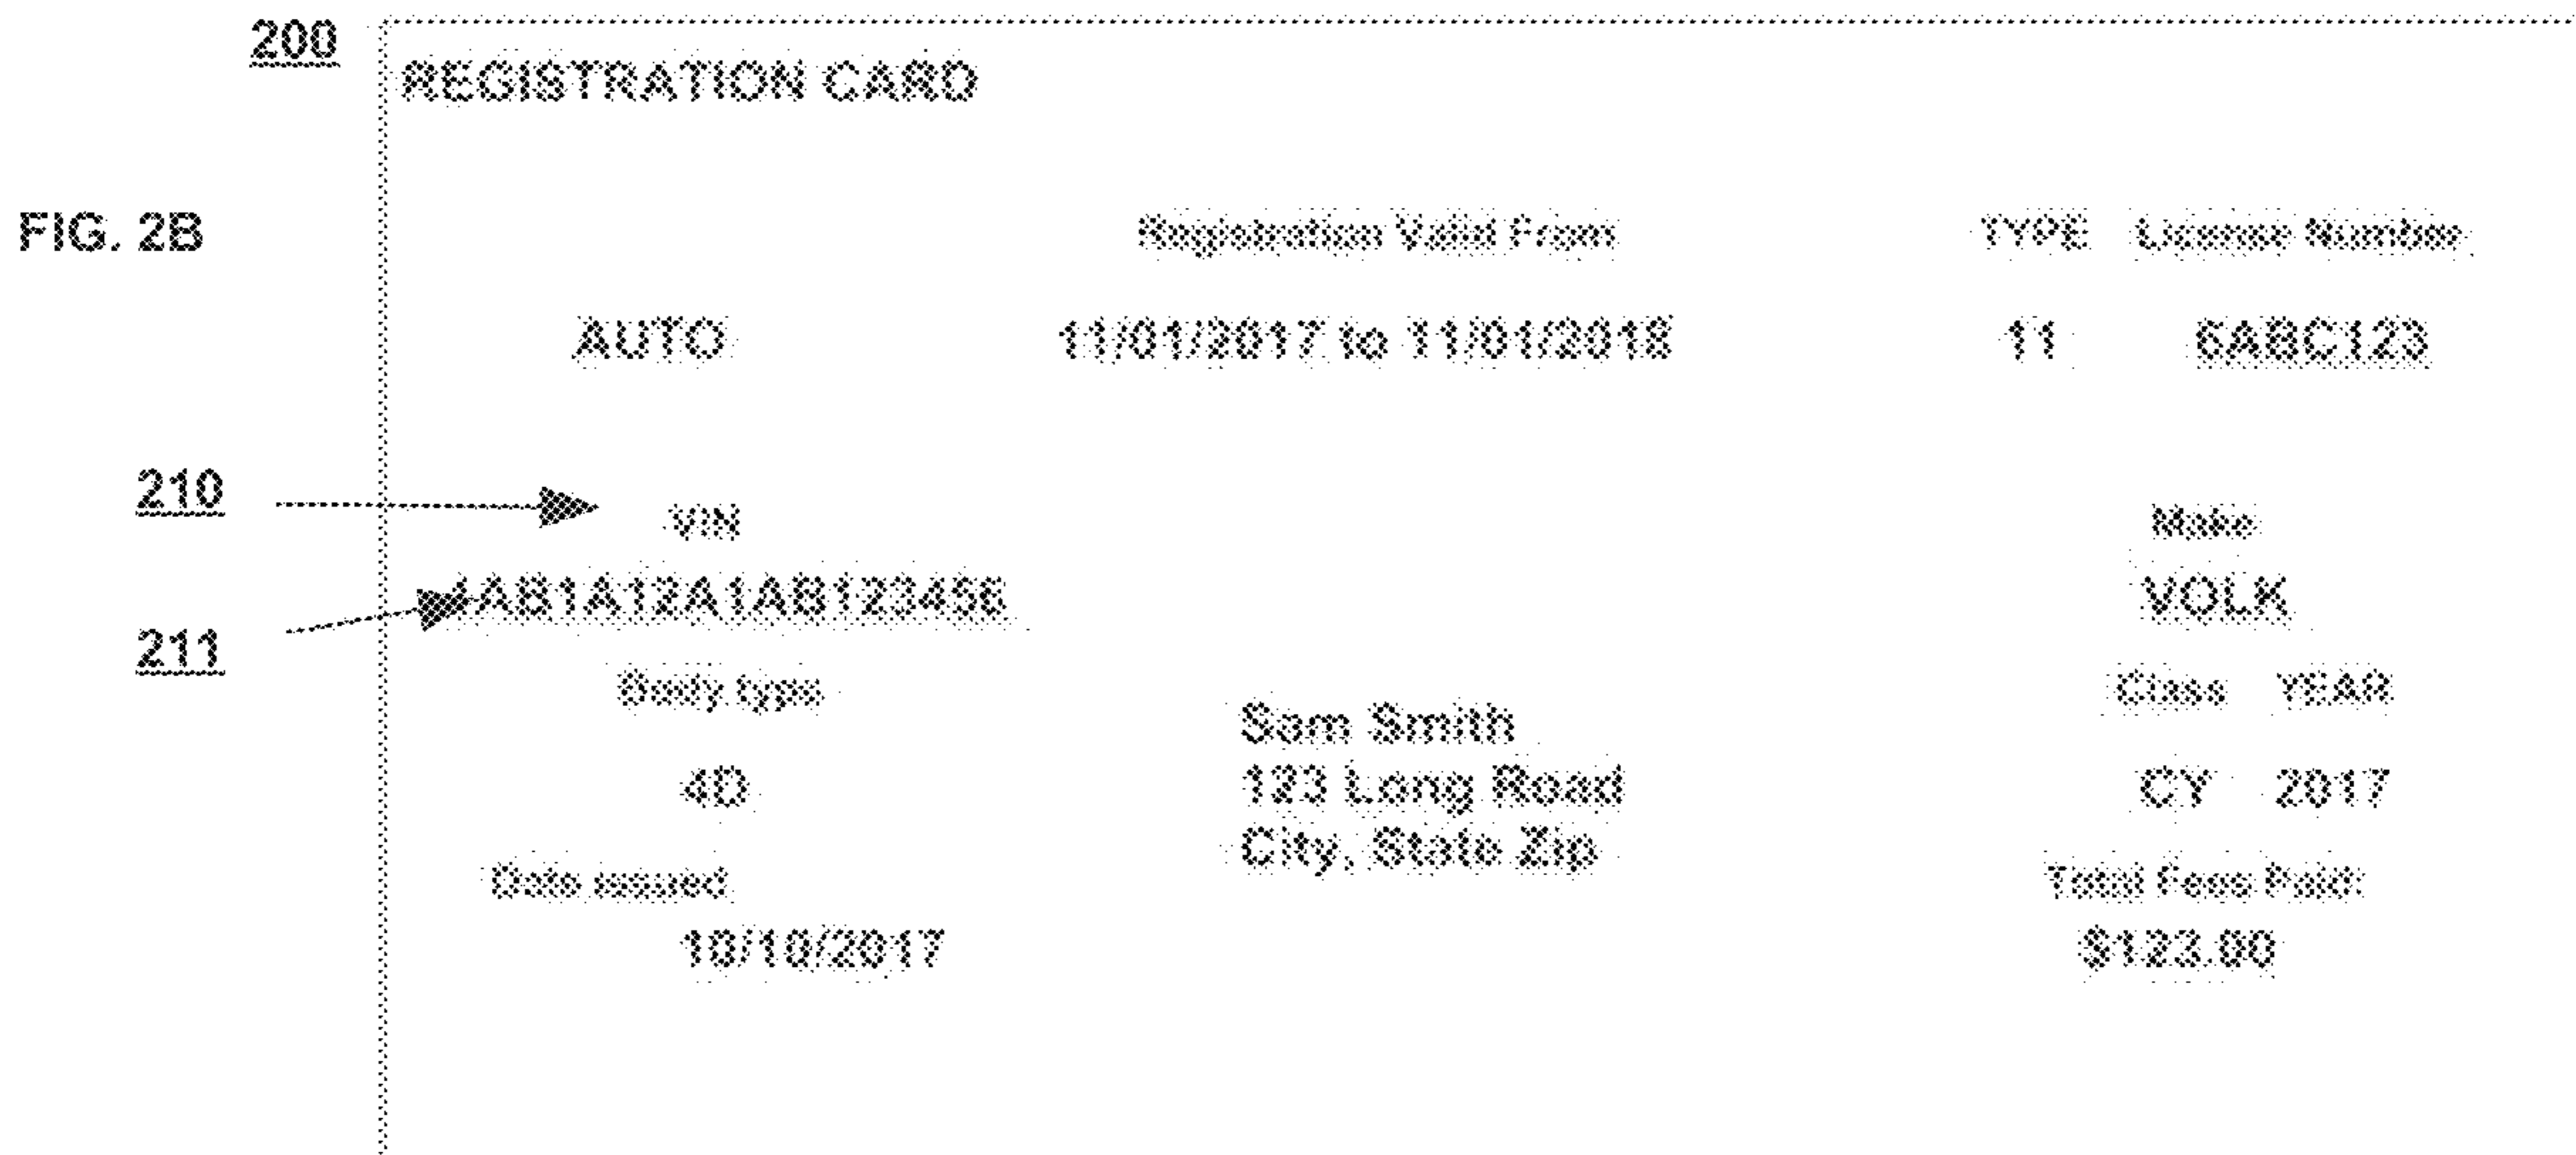 200
REGISTRATION CARD
FIG. 2B
Registration Valid From TYPE License Number
AUTO 11/01/2017 to 11/01/2018 11 6ABC123
210
VIN Make
AB1A12A1AB123456 VOLK
211
Body type Class YEAR
Sam Smith
4D 123 Long Road CY 2017
City, State Zip
Date issued Total Fees Paid:
10/10/2017 $123.00